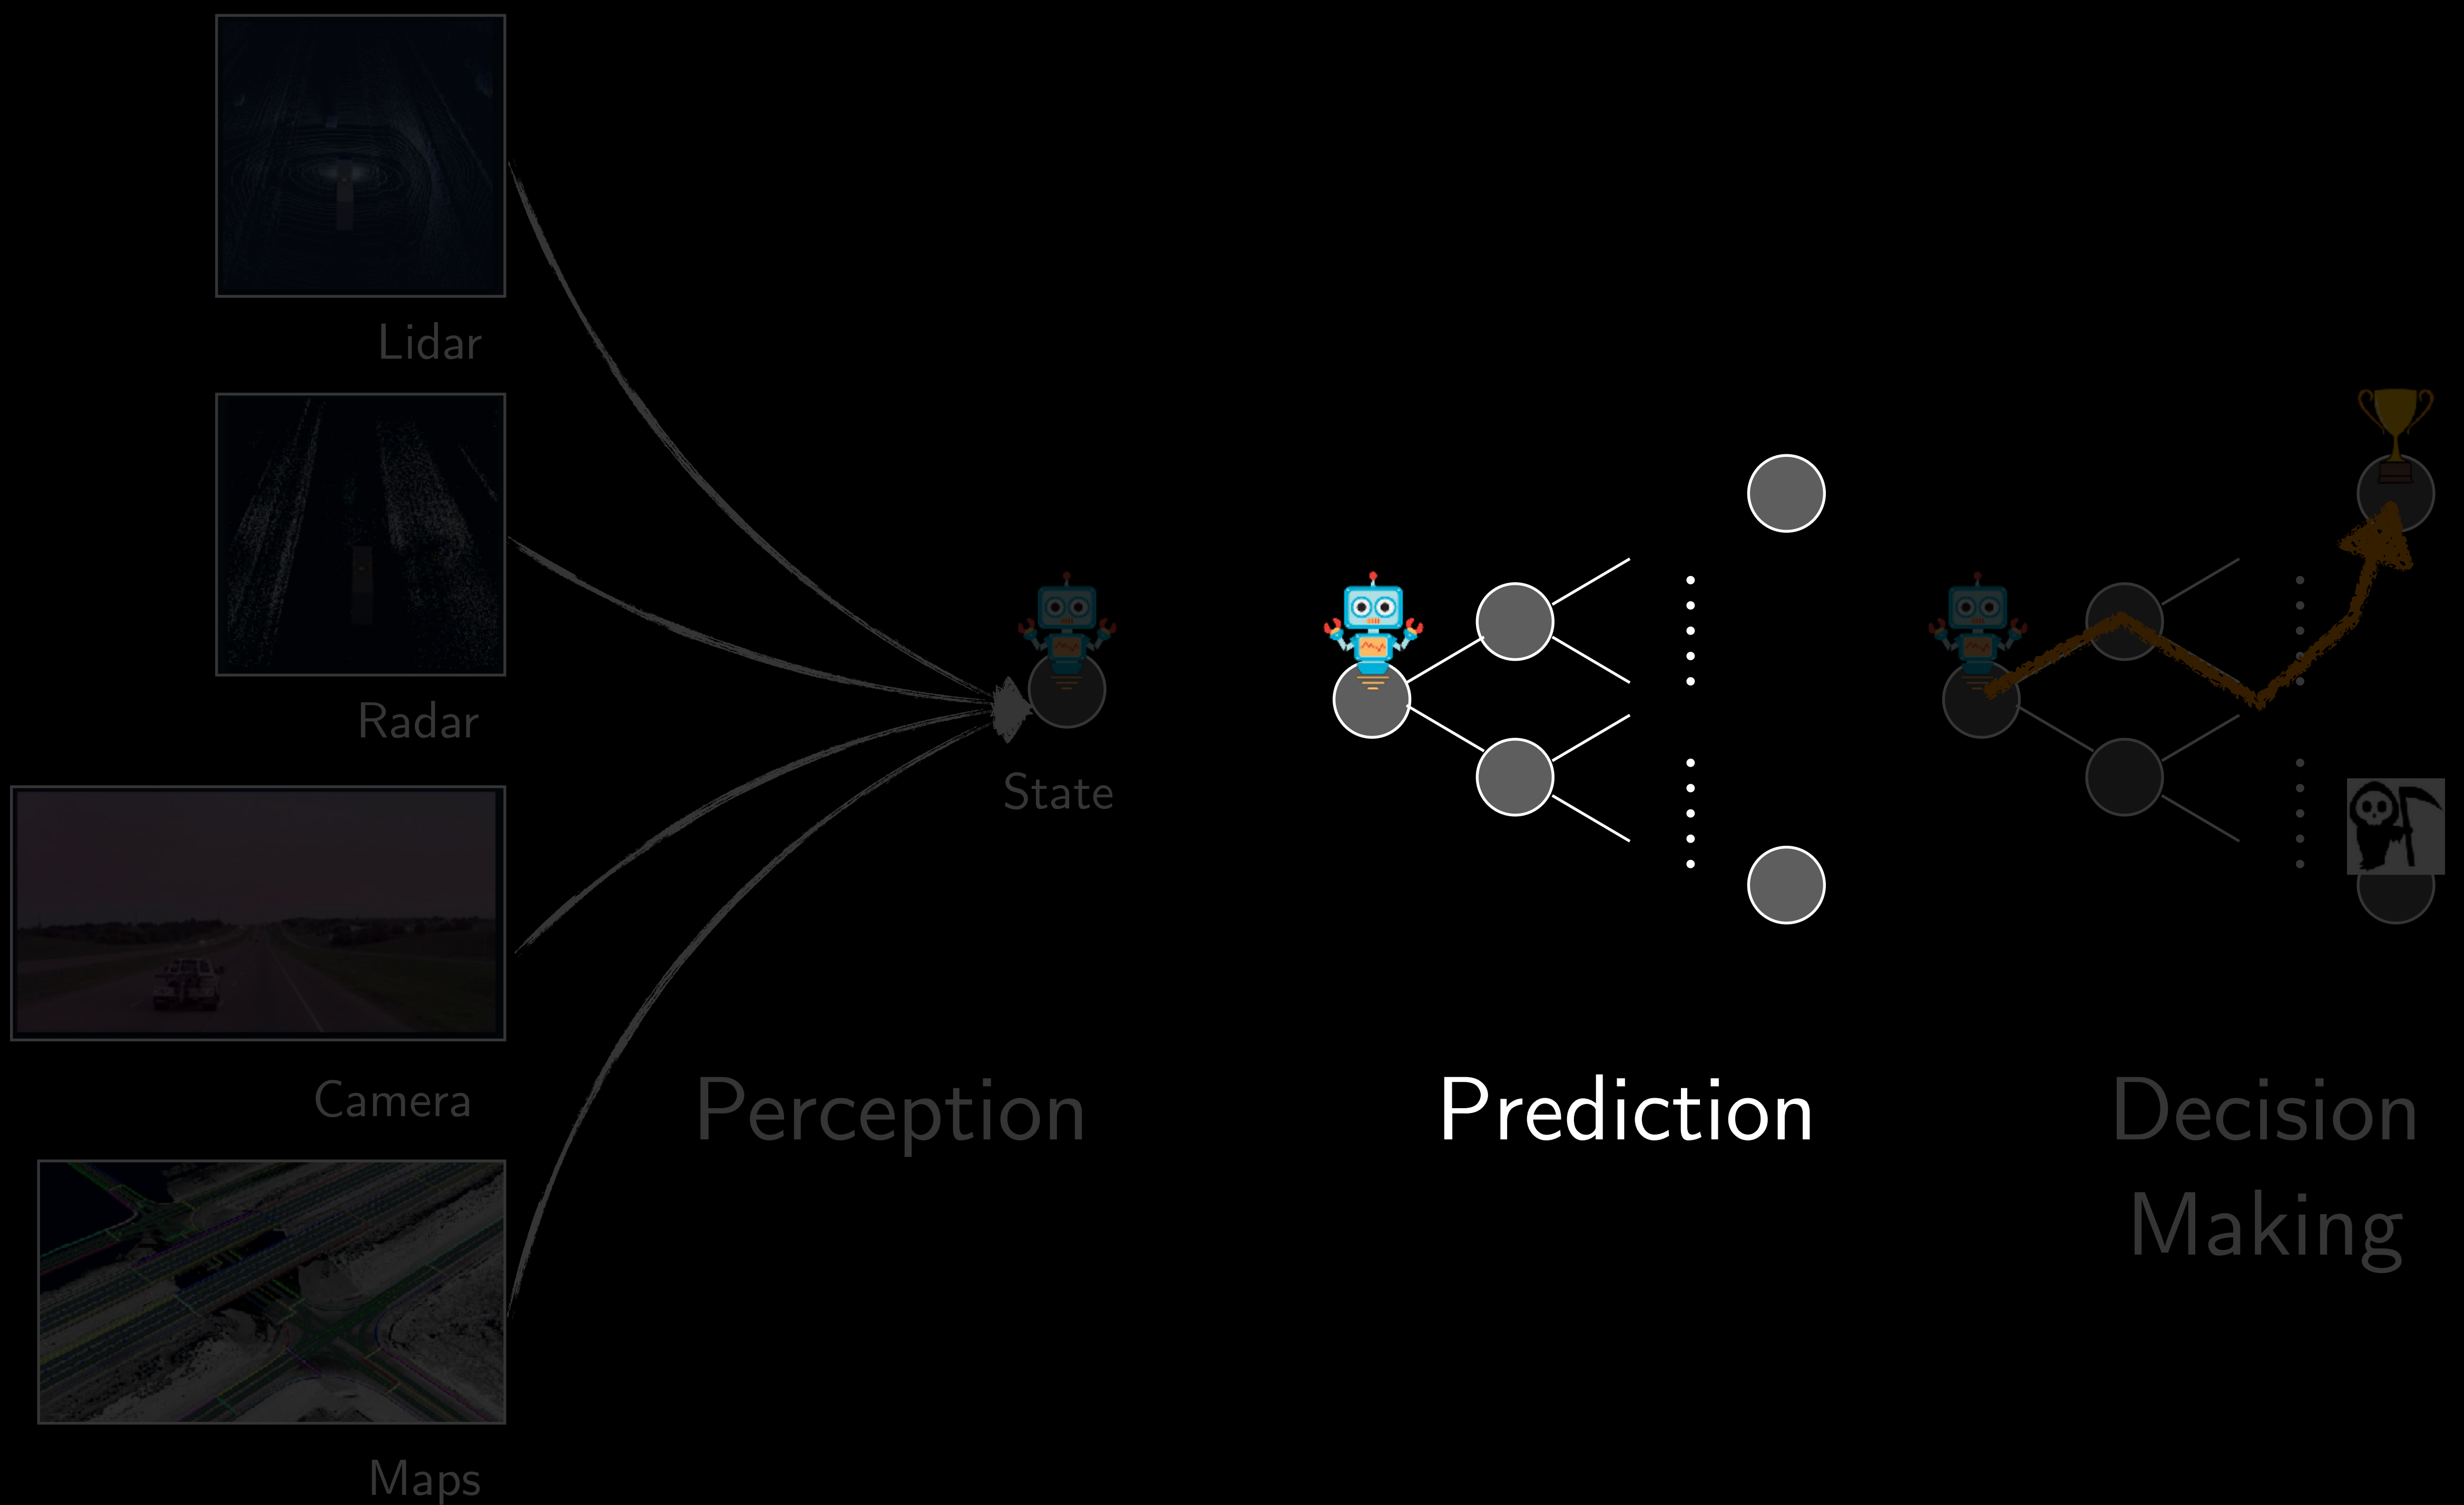 Lidar
Radar
Camera
Maps
State
Perception
Prediction
Decision
Making